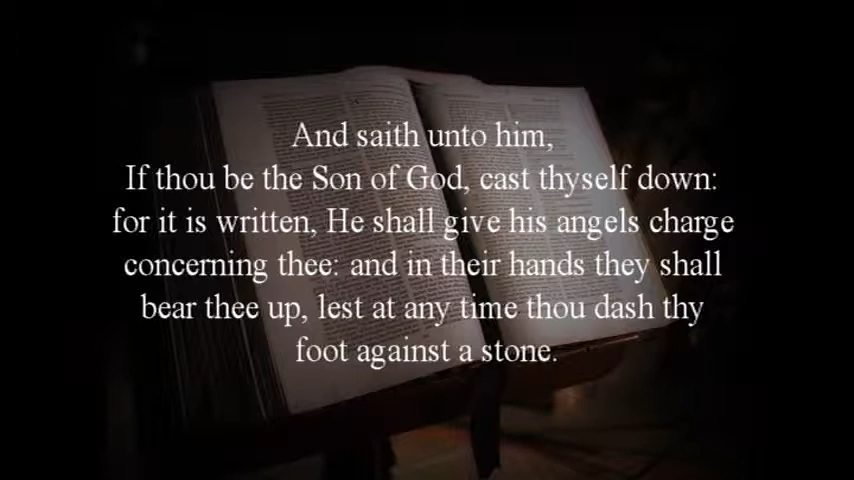 And saith unto him,
If thou be the Son of God, cast thyself down:
for it is written, He shall give his angels charge
concerning thee: and in their hands they shall
bear thee up, lest at any time thou dash thy
foot against a stone.